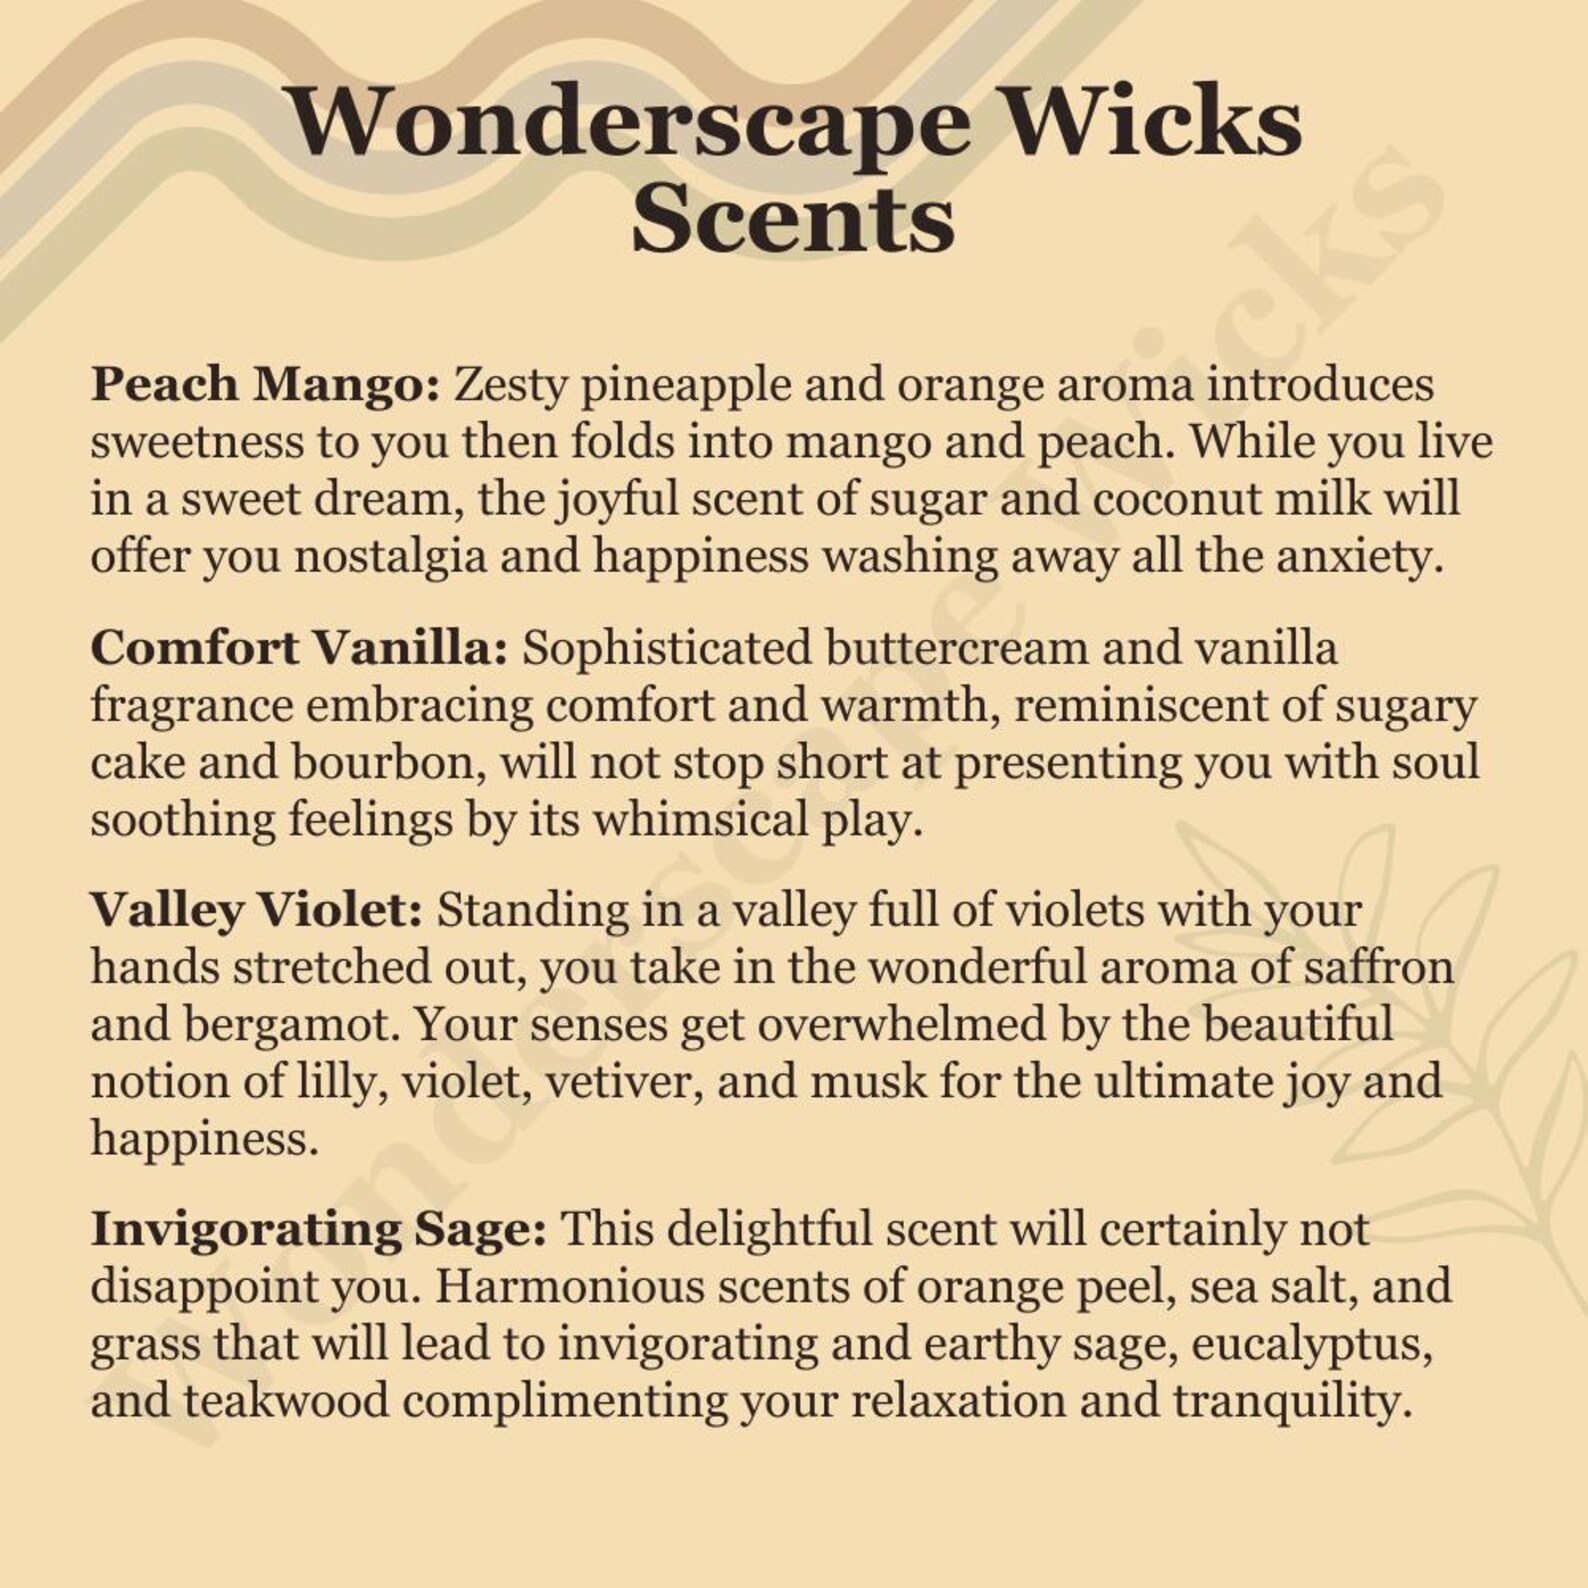 Wonderscape Wicks
Scents
Peach Mango: Zesty pineapple and orange aroma introduces
sweetness to you then folds into mango and peach. While you live
in a sweet dream, the joyful scent of sugar and coconut milk will
offer you nostalgia and happiness washing away all the anxiety.
Comfort Vanilla: Sophisticated buttercream and vanilla
fragrance embracing comfort and warmth, reminiscent of sugary
cake and bourbon, will not stop short at presenting you with soul
soothing feelings by its whimsical play.
Valley Violet: Standing in a valley full of violets with your
hands stretched out, you take in the wonderful aroma of saffron
and bergamot. Your senses get overwhelmed by the beautiful
notion of lilly, violet, vetiver, and musk for the ultimate joy and
happiness.
Invigorating Sage: This delightful scent will certainly not
disappoint you. Harmonious scents of orange peel, sea salt, and
grass that will lead to invigorating and earthy sage, eucalyptus,
and teakwood complimenting your relaxation and tranquility.
Wonderscape Wicks